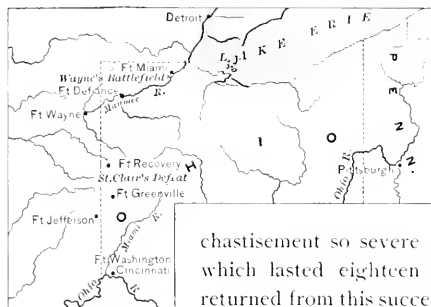 Detroit
LAKE ERIE
Ft Miami
Wayne's Battlefield
Ft Defiance
Maumee R.
Ft Wayne
PENN.
Pittsburgh
Ohio R.
OHIO
Ft Recovery
St. Clair's Defeat
Ft Greenville
Ft Jefferson
Miami R.
Ft Washington
Cincinnati
Ohio R.
chastisement so severe
which lasted eighteen
returned from this succe